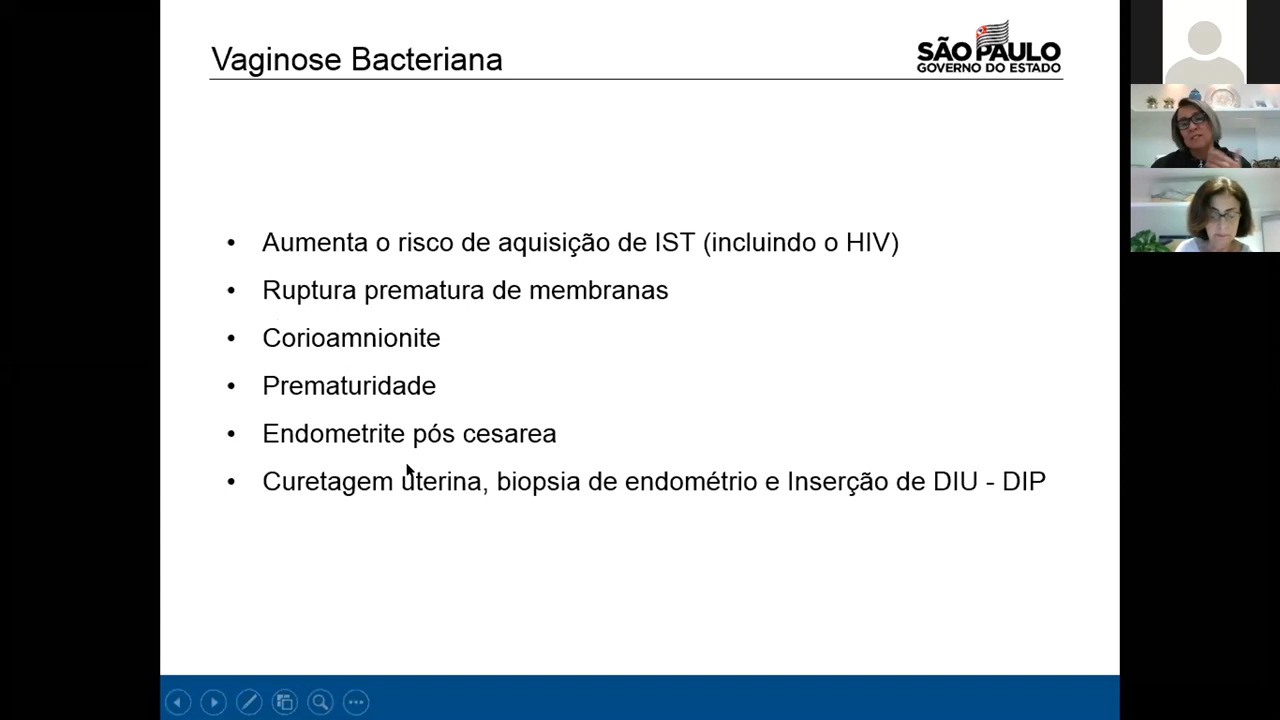 Vaginose Bacteriana
SÃO PAULO
GOVERNO DO ESTADO
• Aumenta o risco de aquisição de IST (incluindo o HIV)
• Ruptura prematura de membranas
• Corioamnionite
• Prematuridade
• Endometrite pós cesarea
• Curetagem uterina, biopsia de endométrio e Inserção de DIU - DIP